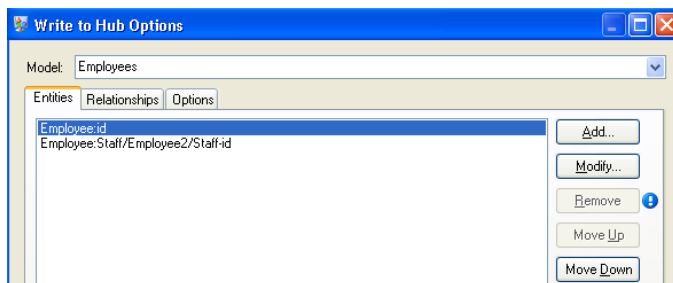 Write to Hub Options
Model: Employees
Entities Relationships Options
Employee:id
Employee:Staff/Employee2/Staff-id
Add...
Modify...
Remove
Move Up
Move Down